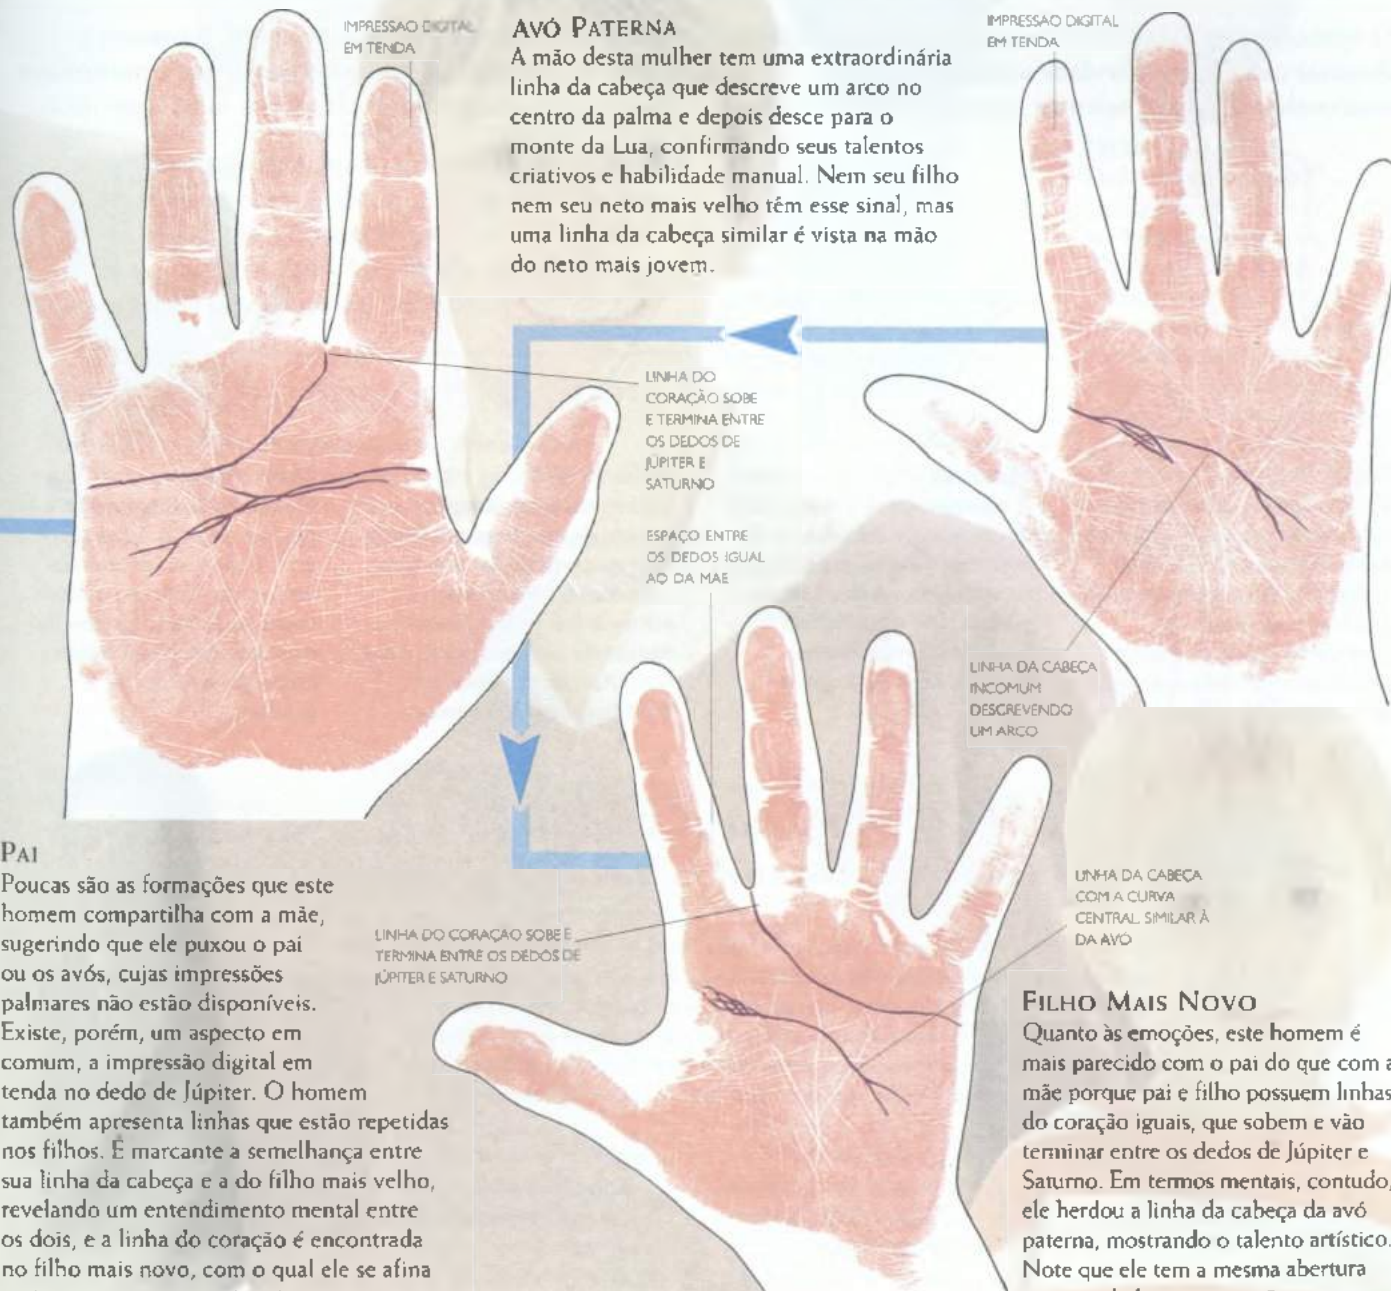 IMPRESSÃO DIGITAL
EM TENDA
AVÓ PATERNA
A mão desta mulher tem uma extraordinária
linha da cabeça que descreve um arco no
centro da palma e depois desce para o
monte da Lua, confirmando seus talentos
criativos e habilidade manual. Nem seu filho
nem seu neto mais velho têm esse sinal, mas
uma linha da cabeça similar é vista na mão
do neto mais jovem.
IMPRESSÃO DIGITAL
EM TENDA
LINHA DO
CORAÇÃO SOBE
E TERMINA ENTRE
OS DEDOS DE
JÚPITER E
SATURNO
ESPAÇO ENTRE
OS DEDOS IGUAL
AO DA MÃE
LINHA DA CABEÇA
INCOMUM
DESCREVENDO
UM ARCO
PAI
Poucas são as formações que este
homem compartilha com a mãe,
sugerindo que ele puxou o pai
ou os avós, cujas impressões
palmares não estão disponíveis.
Existe, porém, um aspecto em
comum, a impressão digital em
tenda no dedo de Júpiter. O homem
também apresenta linhas que estão repetidas
nos filhos. É marcante a semelhança entre
sua linha da cabeça e a do filho mais velho,
revelando um entendimento mental entre
os dois, e a linha do coração é encontrada
no filho mais novo, com o qual ele se afina
LINHA DO CORAÇÃO SOBE E
TERMINA ENTRE OS DEDOS DE
JÚPITER E SATURNO
LINHA DA CABEÇA
COM A CURVA
CENTRAL SIMILAR À
DA AVÓ
FILHO MAIS NOVO
Quanto às emoções, este homem é
mais parecido com o pai do que com a
mãe porque pai e filho possuem linhas
do coração iguais, que sobem e vão
terminar entre os dedos de Júpiter e
Saturno. Em termos mentais, contudo,
ele herdou a linha da cabeça da avó
paterna, mostrando o talento artístico.
Note que ele tem a mesma abertura